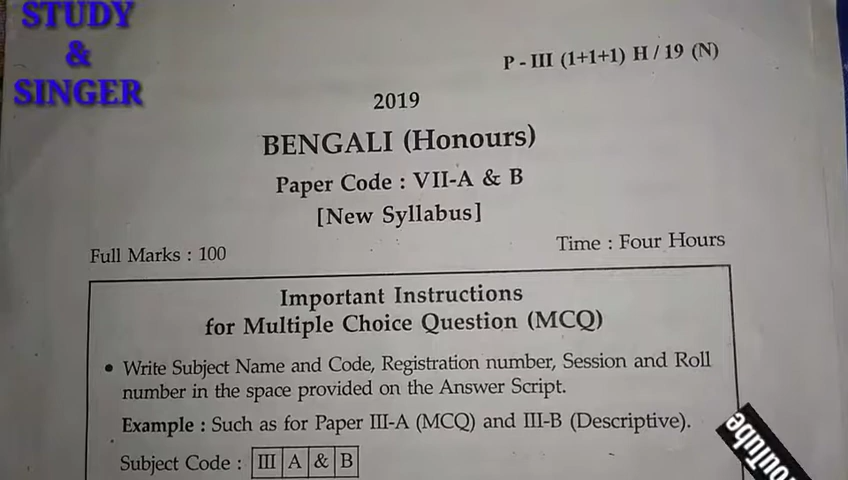 STUDY
&
SINGER
P - III (1+1+1) H / 19 (N)
2019
BENGALI (Honours)
Paper Code : VII-A & B
[New Syllabus]
Full Marks : 100
Time : Four Hours
Important Instructions
for Multiple Choice Question (MCQ)
• Write Subject Name and Code, Registration number, Session and Roll
number in the space provided on the Answer Script.
Example : Such as for Paper III-A (MCQ) and III-B (Descriptive).
Subject Code : III A & B
YouTube